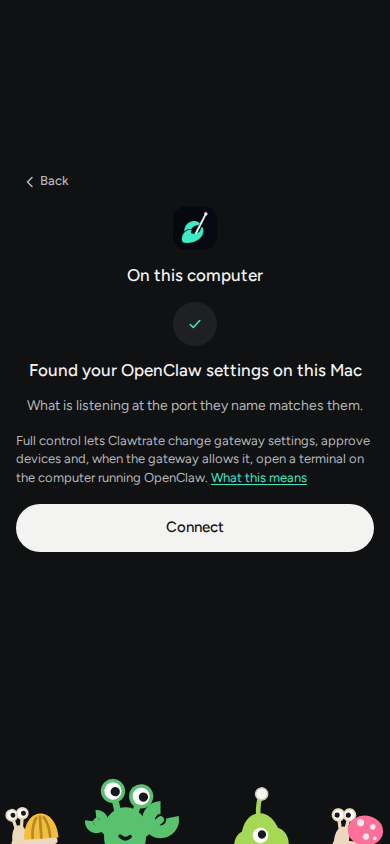 Back
On this computer
Found your OpenClaw settings on this Mac
What is listening at the port they name matches them.
Full control lets Clawtrate change gateway settings, approve
devices and, when the gateway allows it, open a terminal on
the computer running OpenClaw. What this means
Connect